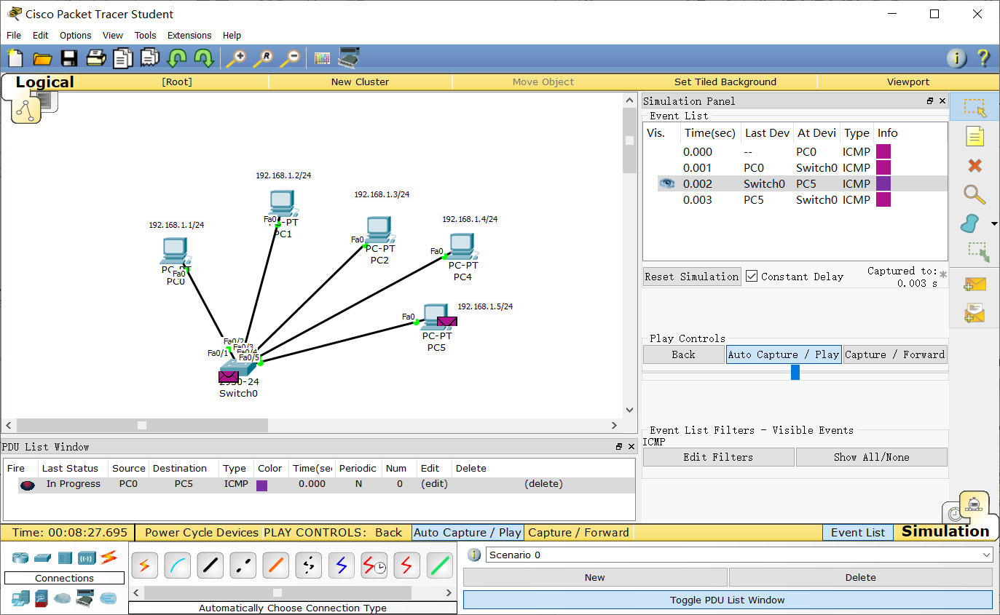 Cisco Packet Tracer Student
File Edit Options View Tools Extensions Help
Logical [Root] New Cluster Move Object Set Tiled Background Viewport
Simulation Panel
Event List
Vis. Time(sec) Last Dev At Devi Type Info
0.000 -- PC0 ICMP
0.001 PC0 Switch0 ICMP
0.002 Switch0 PC5 ICMP
0.003 PC5 Switch0 ICMP
Reset Simulation Constant Delay Captured to: *
0.003 s
Play Controls
Back Auto Capture / Play Capture / Forward
Event List Filters - Visible Events
ICMP
Edit Filters Show All/None
192.168.1.2/24
192.168.1.3/24
192.168.1.1/24
192.168.1.4/24
Fa0
PC1
Fa0
PC-PT
PC2
Fa0
PC-PT
PC4
Fa0
PC0
192.168.1.5/24
Fa0
PC-PT
PC5
Fa0/2
Fa0/3
Fa0/1
Fa0/4
Fa0/5
2950-24
Switch0
PDU List Window
Fire Last Status Source Destination Type Color Time(sec Periodic Num Edit Delete
In Progress PC0 PC5 ICMP 0.000 N 0 (edit) (delete)
Time: 00:08:27.695 Power Cycle Devices PLAY CONTROLS: Back Auto Capture / Play Capture / Forward Event List Simulation
Connections
Automatically Choose Connection Type
Scenario 0
New Delete
Toggle PDU List Window